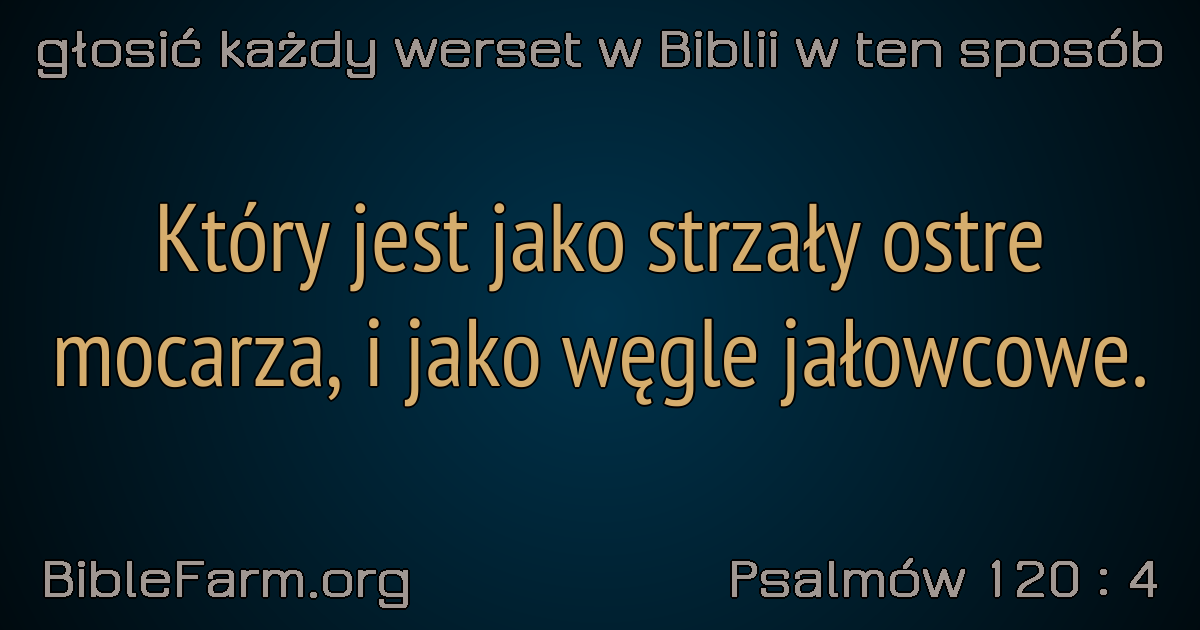 głosić każdy werset w Biblii w ten sposób
Który jest jako strzały ostre
mocarza, i jako węgle jałowcowe.
BibleFarm.org
Psalmów 120 : 4